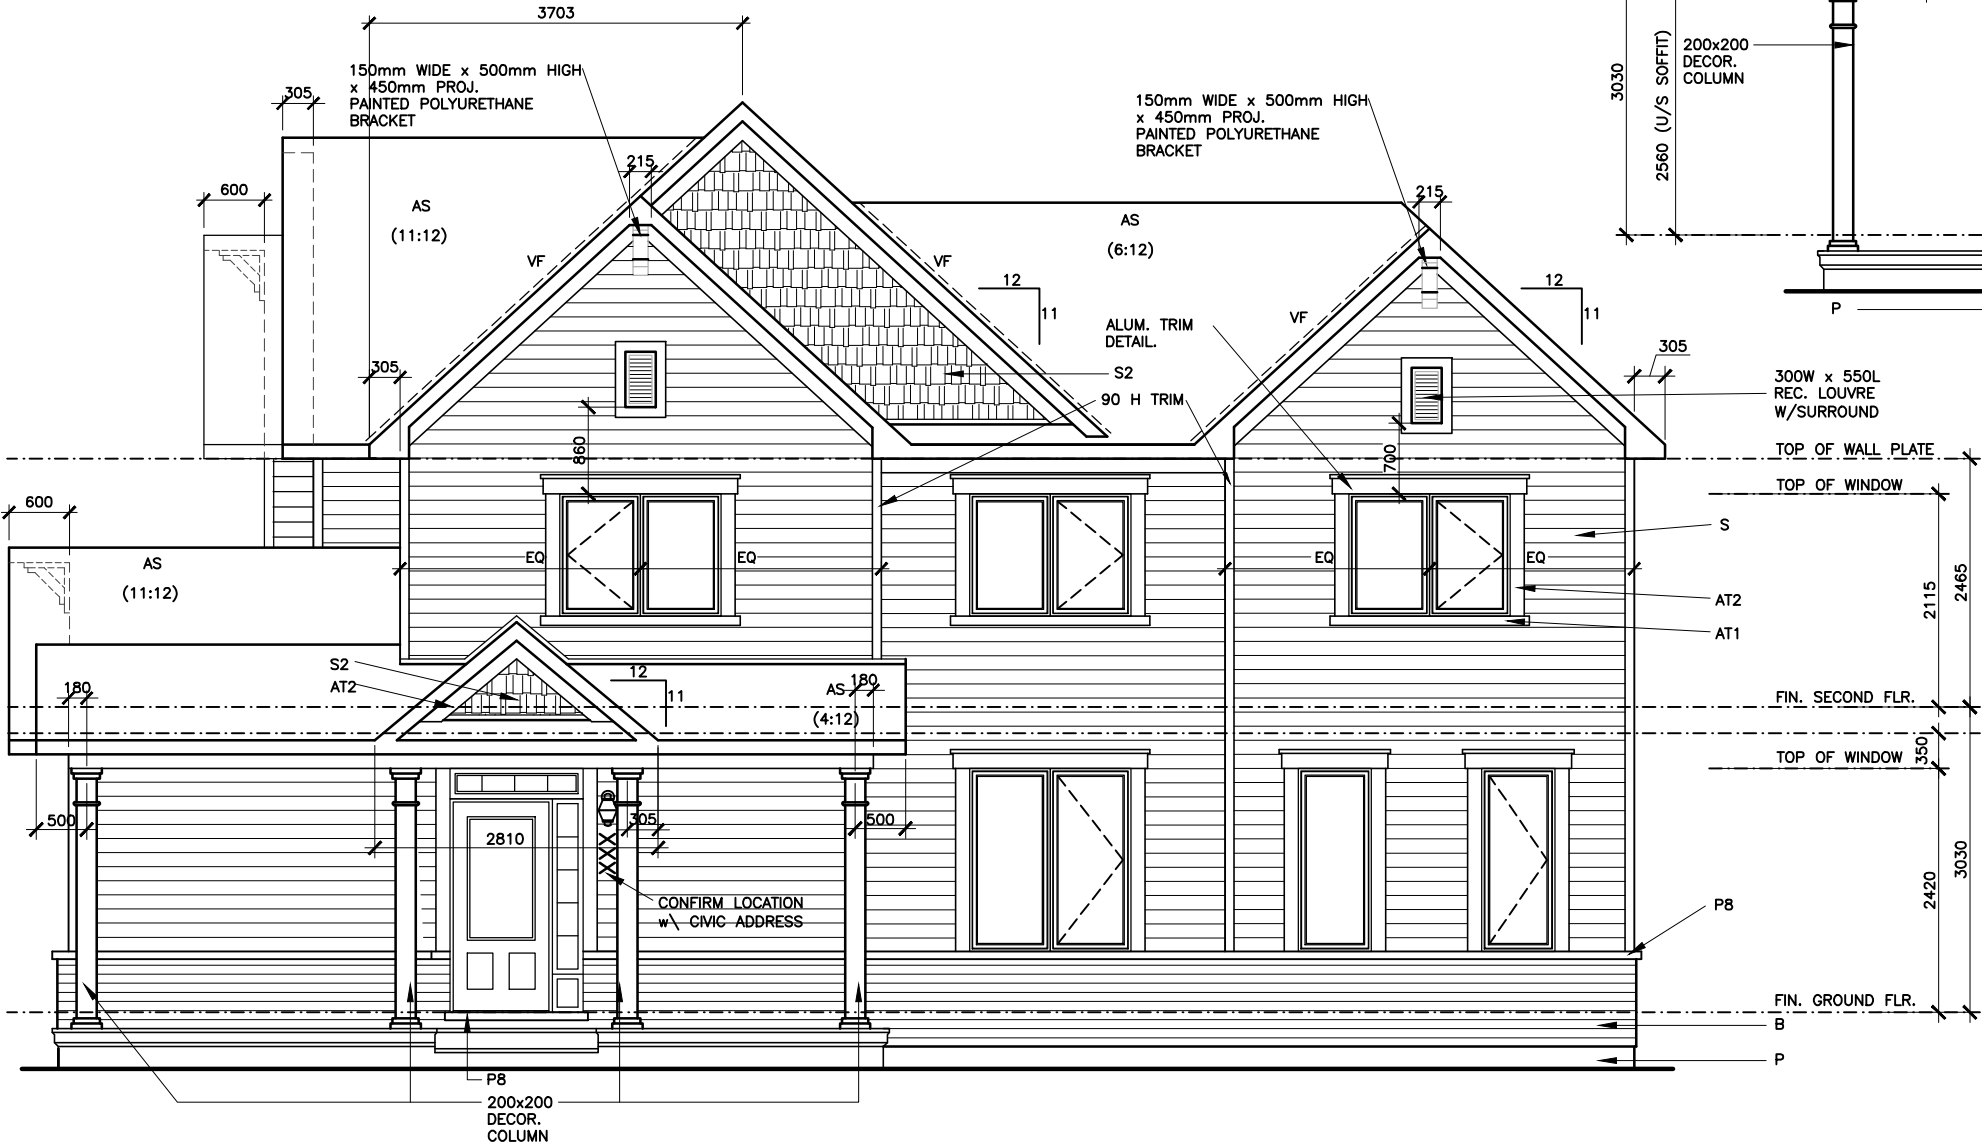 3703
150mm WIDE x 500mm HIGH
x 450mm PROJ.
PAINTED POLYURETHANE
BRACKET
305
600
215
AS
(11:12)
VF
VF
150mm WIDE x 500mm HIGH
x 450mm PROJ.
PAINTED POLYURETHANE
BRACKET
215
AS
(6:12)
12
11
12
11
VF
3030
2560 (U/S SOFFIT)
200x200
DECOR.
COLUMN
P
ALUM. TRIM
DETAIL.
S2
90 H TRIM
305
305
300W x 550L
REC. LOUVRE
W/SURROUND
860
700
TOP OF WALL PLATE
TOP OF WINDOW
600
S
EQ
EQ
EQ
EQ
AS
(11:12)
AT2
AT1
2115
2465
S2
AT2
12
11
180
AS
180
(4:12)
FIN. SECOND FLR.
350
TOP OF WINDOW
500
2810
305
500
CONFIRM LOCATION
w\ CIVIC ADDRESS
2420
3030
P8
FIN. GROUND FLR.
B
P
P8
200x200
DECOR.
COLUMN